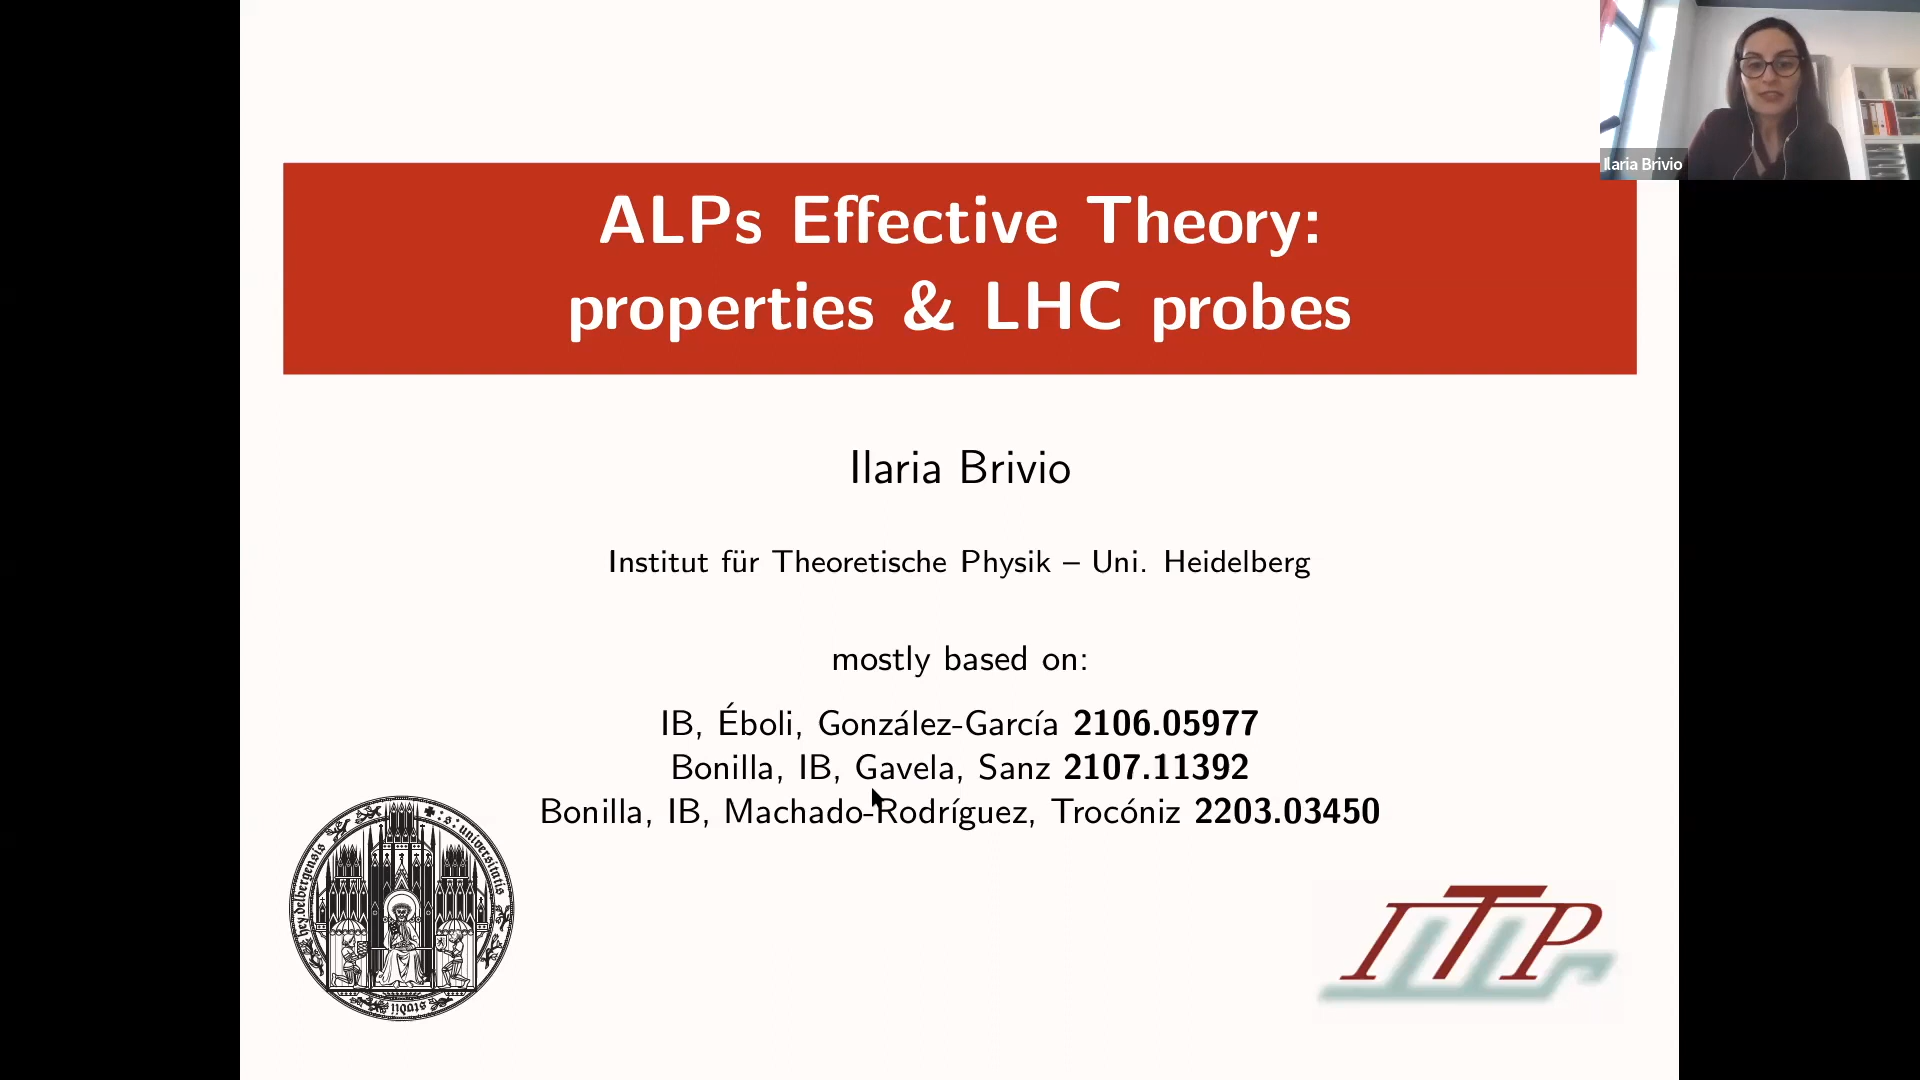 ALPs Effective Theory:
properties & LHC probes
Ilaria Brivio
Ilaria Brivio
Institut für Theoretische Physik – Uni. Heidelberg
mostly based on:
IB, Éboli, González-García 2106.05977
Bonilla, IB, Gavela, Sanz 2107.11392
Bonilla, IB, Machado-Rodríguez, Trocóniz 2203.03450
ITP